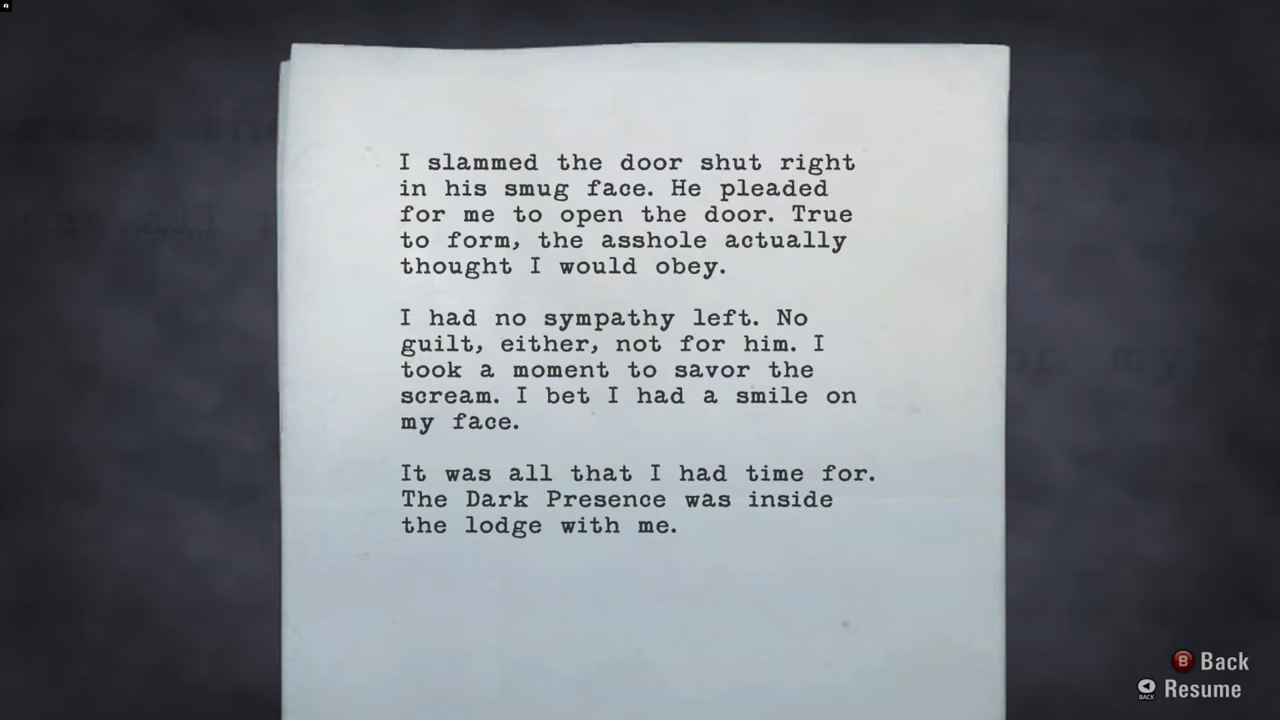 I slammed the door shut right
in his smug face. He pleaded
for me to open the door. True
to form, the asshole actually
thought I would obey.
I had no sympathy left. No
guilt, either, not for him. I
took a moment to savor the
scream. I bet I had a smile on
my face.
It was all that I had time for.
The Dark Presence was inside
the lodge with me.
B Back
BACK Resume